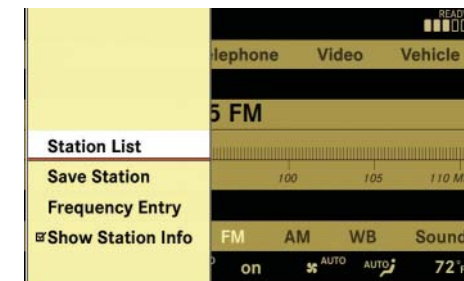 READY
elephone Video Vehicle
5 FM
Station List
Save Station 100 105 110 M
Frequency Entry
Show Station Info FM AM WB Sound
on AUTO AUTO 72°F